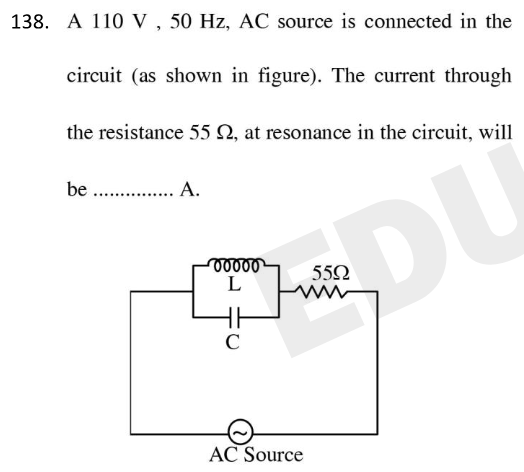 138. A 110 V , 50 Hz, AC source is connected in the
circuit (as shown in figure). The current through
the resistance 55 Ω, at resonance in the circuit, will
be ............... A.
EDU
55Ω
L
C
AC Source